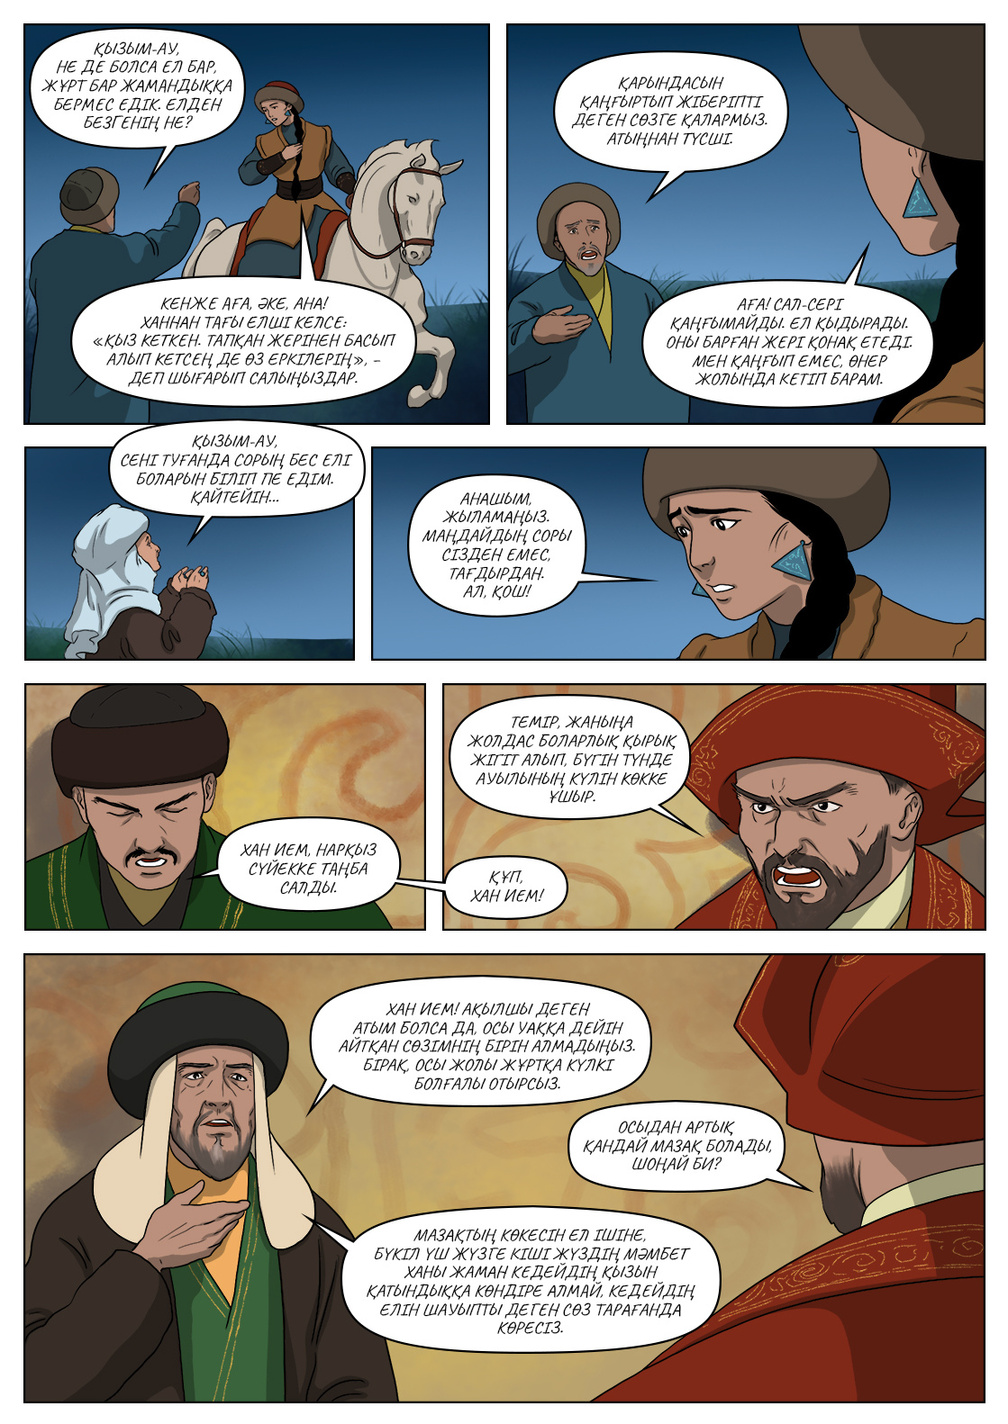 ҚЫЗЫМ-АУ,
НЕ ДЕ БОЛСА ЕЛ БАР,
ЖҰРТ БАР ЖАМАНДЫҚҚА
БЕРМЕС ЕДІК. ЕЛДЕН
БЕЗГЕНІҢ НЕ?
КЕНЖЕ АҒА, ӘКЕ, АНА!
ХАННАН ТАҒЫ ЕЛШІ КЕЛСЕ:
«ҚЫЗ КЕТКЕН. ТАПҚАН ЖЕРІНЕН БАСЫП
АЛЫП КЕТСЕҢ ДЕ ӨЗ ЕРКІЛЕРІҢ», –
ДЕП ШЫҒАРЫП САЛЫҢЫЗДАР.
ҚАРЫНДАСЫН
ҚАҢҒЫРТЫП ЖІБЕРІПТІ
ДЕГЕН СӨЗГЕ ҚАЛАРМЫЗ.
АТЫҢНАН ТҮСШІ.
АҒА! САЛ-СЕРІ
ҚАҢҒЫМАЙДЫ. ЕЛ ҚЫДЫРАДЫ.
ОНЫ БАРҒАН ЖЕРІ ҚОНАҚ ЕТЕДІ.
МЕН ҚАҢҒЫП ЕМЕС, ӨНЕР
ЖОЛЫНДА КЕТІП БАРАМ.
ҚЫЗЫМ-АУ,
СЕНІ ТУҒАНДА СОРЫҢ БЕС ЕЛІ
БОЛАРЫН БІЛІП ПЕ ЕДІМ.
ҚАЙТЕЙІН...
АНАШЫМ,
ЖЫЛАМАҢЫЗ.
МАҢДАЙДЫҢ СОРЫ
СІЗДЕН ЕМЕС,
ТАҒДЫРДАН.
АЛ, ҚОШ!
ХАН ИЕМ, НАРҚЫЗ
СҮЙЕККЕ ТАҢБА
САЛДЫ.
ТЕМІР, ЖАНЫҢА
ЖОЛДАС БОЛАРЛЫҚ ҚЫРЫҚ
ЖІГІТ АЛЫП, БҮГІН ТҮНДЕ
АУЫЛЫНЫҢ КҮЛІН КӨККЕ
ҰШЫР.
ҚҰП,
ХАН ИЕМ!
ХАН ИЕМ! АҚЫЛШЫ ДЕГЕН
АТЫМ БОЛСА ДА, ОСЫ УАҚҚА ДЕЙІН
АЙТҚАН СӨЗІМНІҢ БІРІН АЛМАДЫҢЫЗ.
БІРАҚ, ОСЫ ЖОЛЫ ЖҰРТҚА КҮЛКІ
БОЛҒАЛЫ ОТЫРСЫЗ.
ОСЫДАН АРТЫҚ
ҚАНДАЙ МАЗАҚ БОЛАДЫ,
ШОҢАЙ БИ?
МАЗАҚТЫҢ КӨКЕСІН ЕЛ ІШІНЕ,
БҮКІЛ ҮШ ЖҮЗГЕ КІШІ ЖҮЗДІҢ МӘМБЕТ
ХАНЫ ЖАМАН КЕДЕЙДІҢ ҚЫЗЫН
ҚАТЫНДЫҚҚА КӨНДІРЕ АЛМАЙ, КЕДЕЙДІҢ
ЕЛІН ШАУЫПТЫ ДЕГЕН СӨЗ ТАРАҒАНДА
КӨРЕСІЗ.